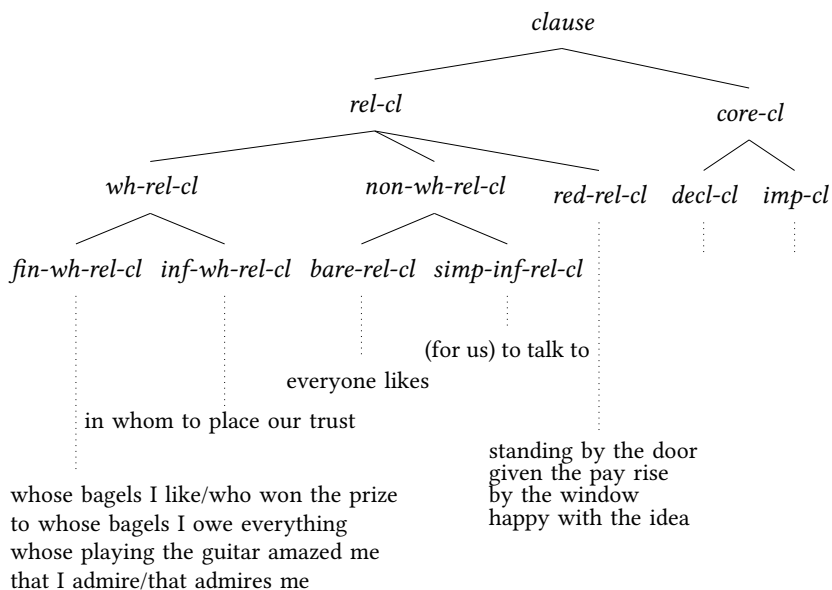 clause
rel-cl
core-cl
wh-rel-cl
non-wh-rel-cl
red-rel-cl
decl-cl
imp-cl
fin-wh-rel-cl
inf-wh-rel-cl
bare-rel-cl
simp-inf-rel-cl
(for us) to talk to
everyone likes
in whom to place our trust
standing by the door
given the pay rise
by the window
happy with the idea
whose bagels I like/who won the prize
to whose bagels I owe everything
whose playing the guitar amazed me
that I admire/that admires me